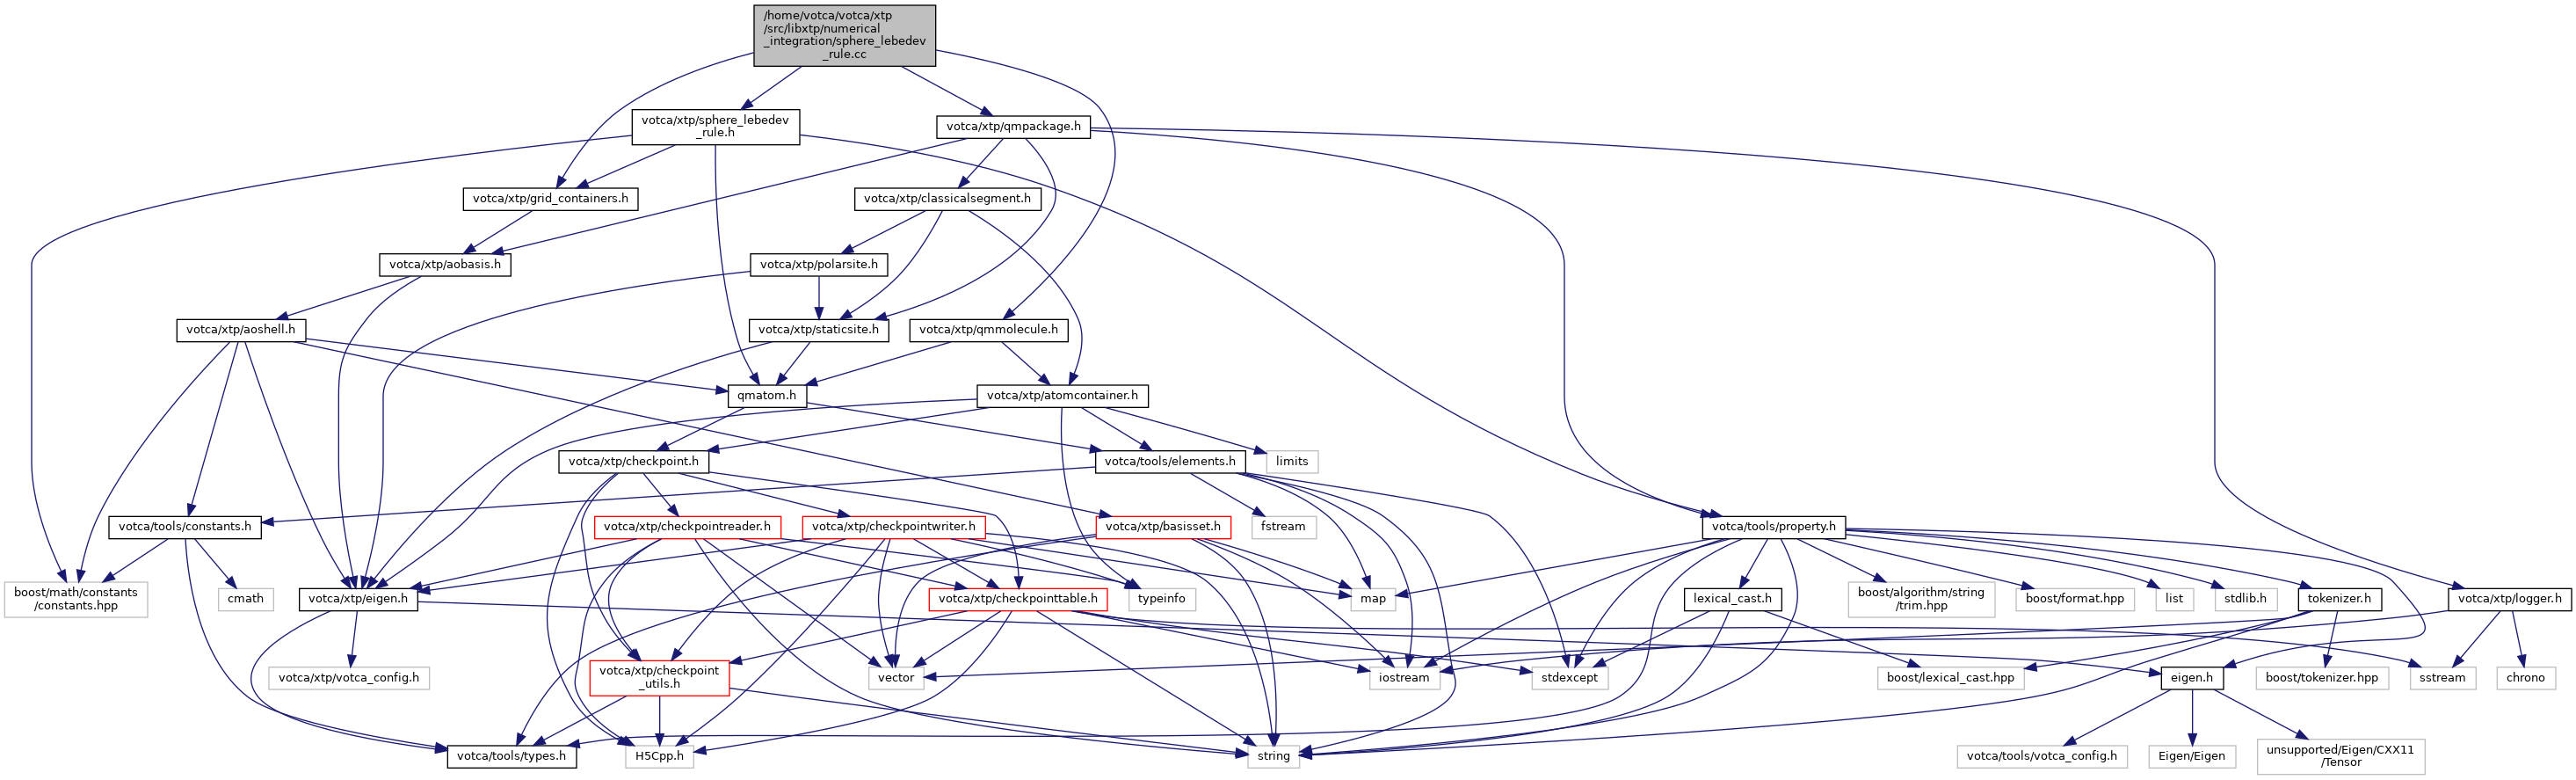 /home/votca/votca/xtp
/src/libxtp/numerical
_integration/sphere_lebedev
_rule.cc
votca/xtp/sphere_lebedev
_rule.h
votca/xtp/qmpackage.h
votca/xtp/grid_containers.h
votca/xtp/classicalsegment.h
votca/xtp/aobasis.h
votca/xtp/polarsite.h
votca/xtp/aoshell.h
votca/xtp/staticsite.h
votca/xtp/qmmolecule.h
qmatom.h
votca/xtp/atomcontainer.h
votca/xtp/checkpoint.h
votca/tools/elements.h
limits
votca/tools/constants.h
votca/xtp/checkpointreader.h
votca/xtp/checkpointwriter.h
votca/xtp/basisset.h
fstream
votca/tools/property.h
boost/math/constants
/constants.hpp
cmath
votca/xtp/eigen.h
votca/xtp/checkpointtable.h
typeinfo
map
lexical_cast.h
boost/algorithm/string
/trim.hpp
boost/format.hpp
list
stdlib.h
tokenizer.h
votca/xtp/logger.h
votca/xtp/votca_config.h
votca/xtp/checkpoint
_utils.h
vector
iostream
stdexcept
boost/lexical_cast.hpp
eigen.h
boost/tokenizer.hpp
sstream
chrono
votca/tools/types.h
H5Cpp.h
string
votca/tools/votca_config.h
Eigen/Eigen
unsupported/Eigen/CXX11
/Tensor